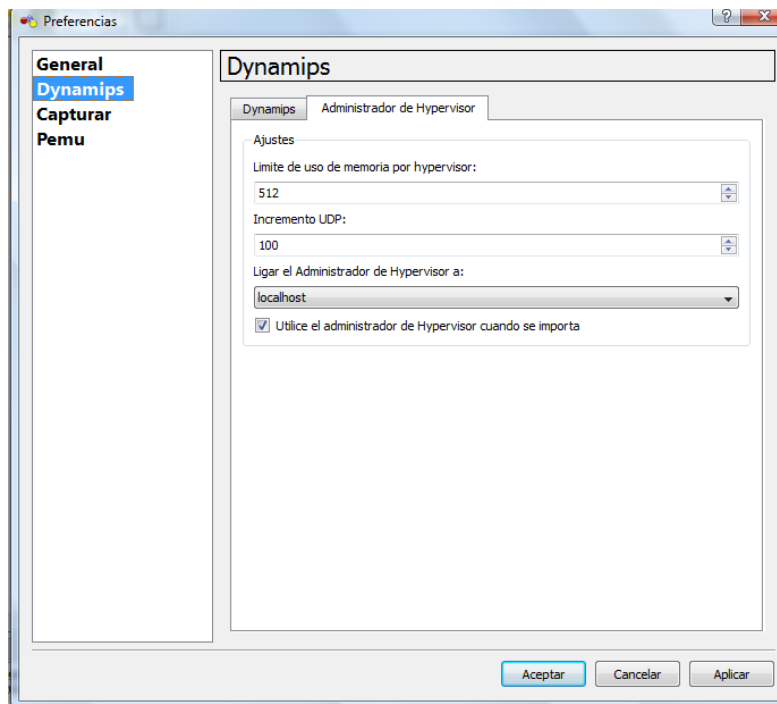 Preferencias
General
Dynamips
Capturar
Pemu
Dynamips
Dynamips
Administrador de Hypervisor
Ajustes
Limite de uso de memoria por hypervisor:
512
Incremento UDP:
100
Ligar el Administrador de Hypervisor a:
localhost
Utilice el administrador de Hypervisor cuando se importa
Aceptar
Cancelar
Aplicar